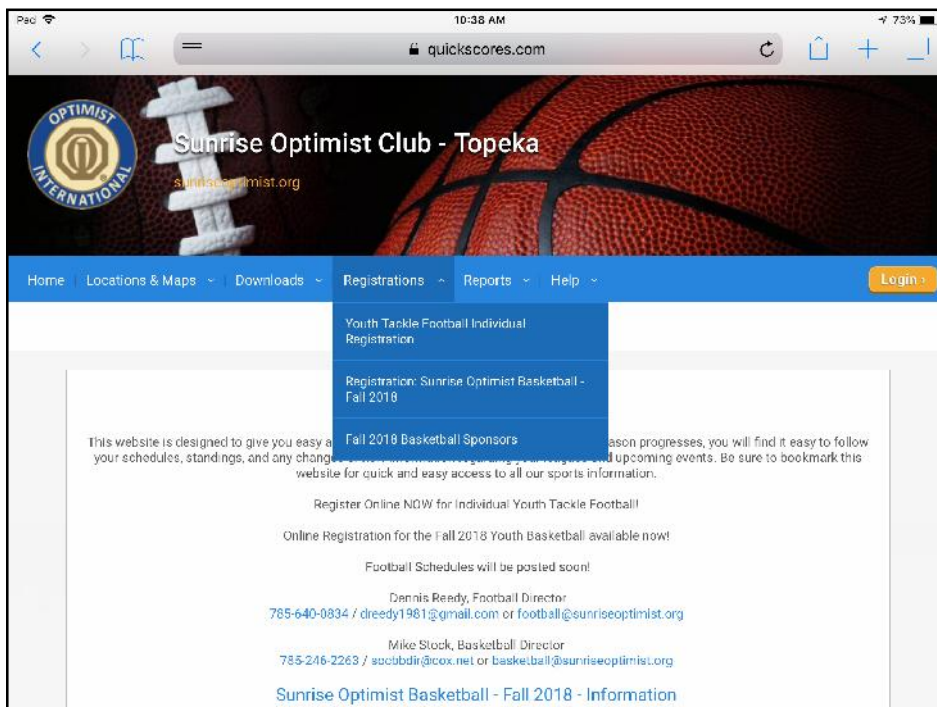 Pad 10:38 AM 73%
quickscores.com
OPTIMIST
INTERNATIONAL
Sunrise Optimist Club - Topeka
sunriseoptimist.org
Home Locations & Maps Downloads Registrations Reports Help Login ›
Youth Tackle Football Individual
Registration
Registration: Sunrise Optimist Basketball -
Fall 2018
Fall 2018 Basketball Sponsors
This website is designed to give you easy a ason progresses, you will find it easy to follow
your schedules, standings, and any chang d upcoming events. Be sure to bookmark this
website for quick and easy access to all our sports information.
Register Online NOW for Individual Youth Tackle Football!
Online Registration for the Fall 2018 Youth Basketball available now!
Football Schedules will be posted soon!
Dennis Reedy, Football Director
785-640-0834 / dreedy1981@gmail.com or football@sunriseoptimist.org
Mike Stock, Basketball Director
785-246-2263 / socbbdir@cox.net or basketball@sunriseoptimist.org
Sunrise Optimist Basketball - Fall 2018 - Information